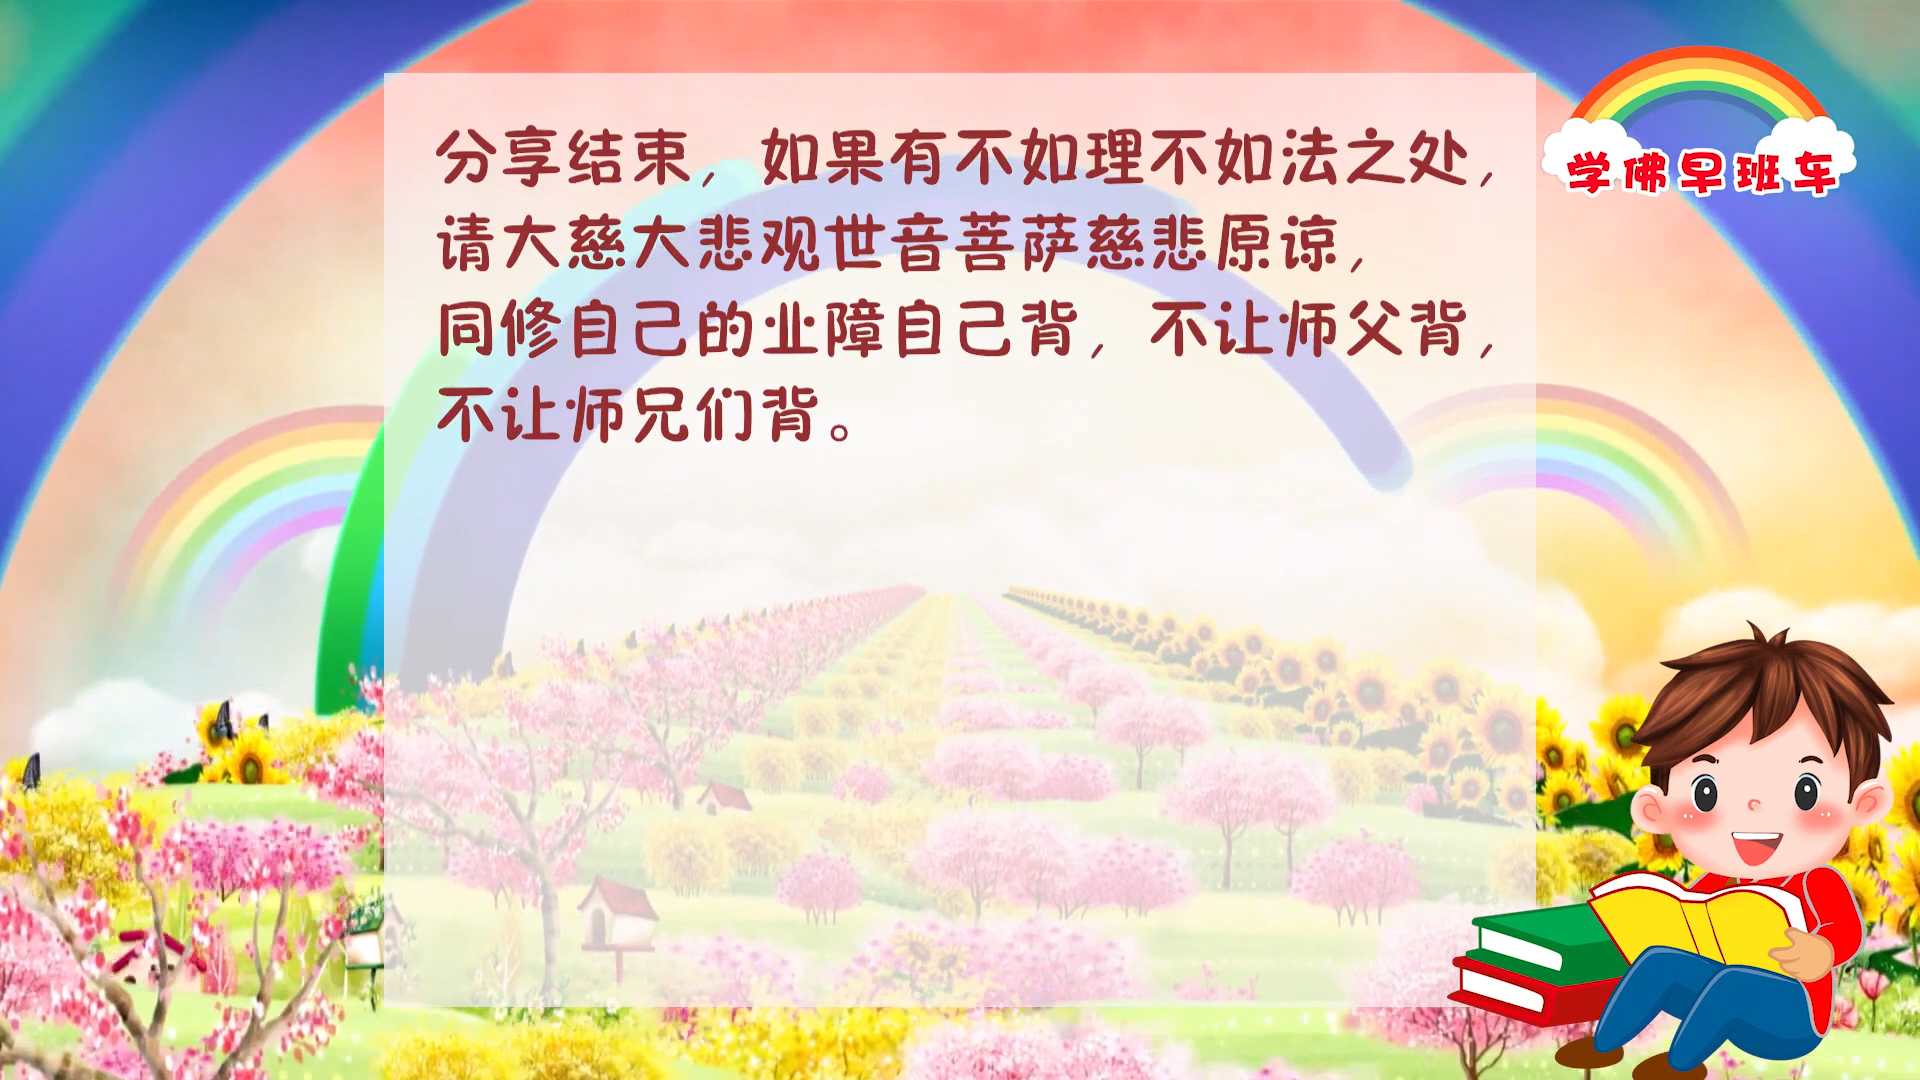 分享结束，如果有不如理不如法之处，
请大慈大悲观世音菩萨慈悲原谅，
同修自己的业障自己背，不让师父背，
不让师兄们背。
学佛早班车